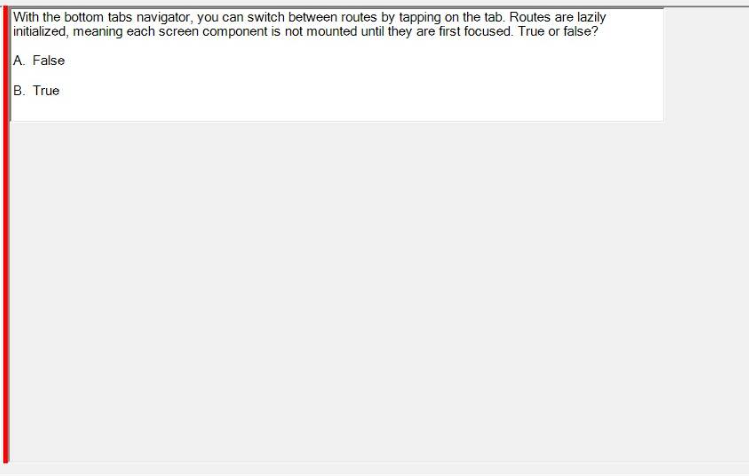 With the bottom tabs navigator, you can switch between routes by tapping on the tab. Routes are lazily
initialized, meaning each screen component is not mounted until they are first focused. True or false?
A. False
B. True